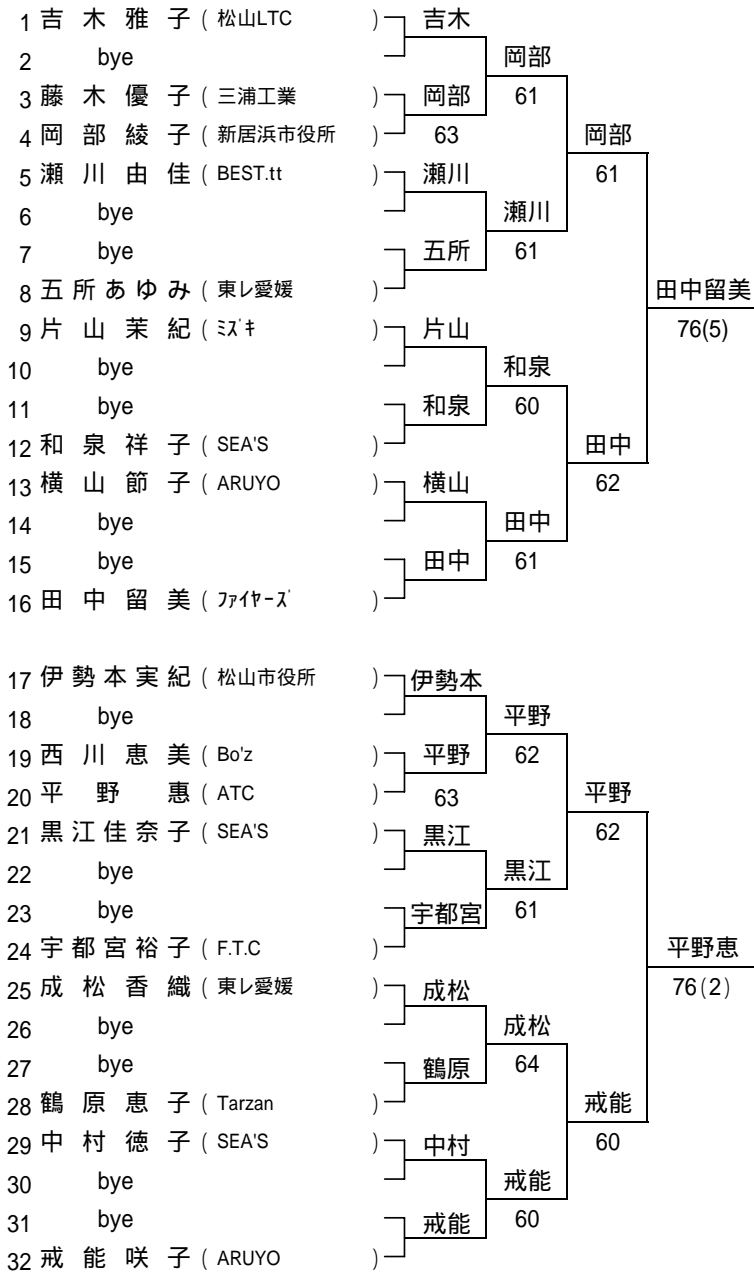 1 吉木雅子 ( 松山LTC ) 吉木
2 bye 岡部
3 藤木優子 ( 三浦工業 ) 岡部 61
4 岡部綾子 ( 新居浜市役所 ) 63 岡部
5 瀬川由佳 ( BEST.tt ) 瀬川 61
6 bye 瀬川
7 bye 五所 61
8 五所あゆみ ( 東レ愛媛 ) 田中留美
9 片山茉紀 ( ミズキ ) 片山 76(5)
10 bye 和泉
11 bye 和泉 60
12 和泉祥子 ( SEA'S ) 田中
13 横山節子 ( ARUYO ) 横山 62
14 bye 田中
15 bye 田中 61
16 田中留美 ( ファイヤーズ )
17 伊勢本実紀 ( 松山市役所 ) 伊勢本
18 bye 平野
19 西川恵美 ( Bo'z ) 平野 62
20 平野惠 ( ATC ) 63 平野
21 黒江佳奈子 ( SEA'S ) 黒江 62
22 bye 黒江
23 bye 宇都宮 61
24 宇都宮裕子 ( F.T.C ) 平野恵
25 成松香織 ( 東レ愛媛 ) 成松 76(2)
26 bye 成松
27 bye 鶴原 64
28 鶴原恵子 ( Tarzan ) 戒能
29 中村徳子 ( SEA'S ) 中村 60
30 bye 戒能
31 bye 戒能 60
32 戒能咲子 ( ARUYO )